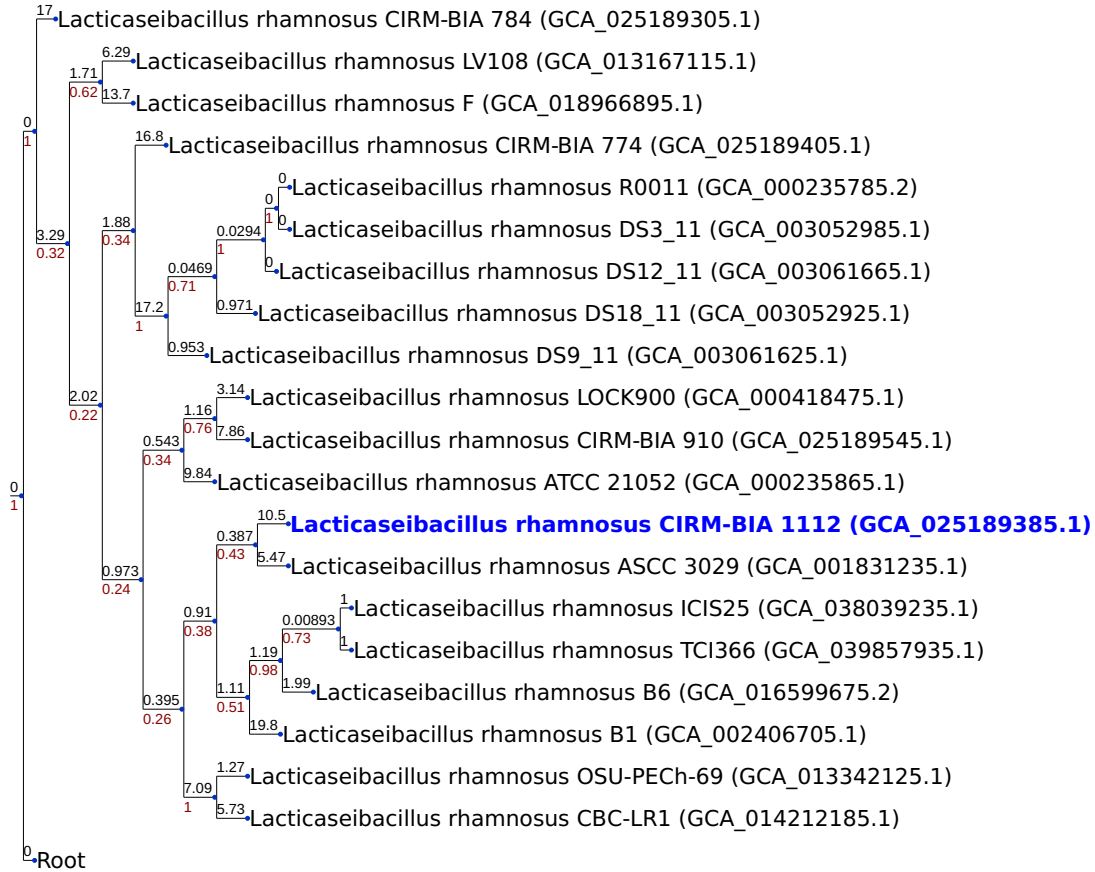 17 Lacticaseibacillus rhamnosus CIRM-BIA 784 (GCA_025189305.1)
6.29 Lacticaseibacillus rhamnosus LV108 (GCA_013167115.1)
1.71
0.62
13.7 Lacticaseibacillus rhamnosus F (GCA_018966895.1)
0
1
16.8 Lacticaseibacillus rhamnosus CIRM-BIA 774 (GCA_025189405.1)
0 Lacticaseibacillus rhamnosus R0011 (GCA_000235785.2)
0
1
0 Lacticaseibacillus rhamnosus DS3_11 (GCA_003052985.1)
3.29
0.32
1.88
0.34
0.0294
1
0 Lacticaseibacillus rhamnosus DS12_11 (GCA_003061665.1)
0.0469
0.71
0.971 Lacticaseibacillus rhamnosus DS18_11 (GCA_003052925.1)
17.2
1
0.953 Lacticaseibacillus rhamnosus DS9_11 (GCA_003061625.1)
3.14 Lacticaseibacillus rhamnosus LOCK900 (GCA_000418475.1)
2.02
0.22
1.16
0.76
7.86 Lacticaseibacillus rhamnosus CIRM-BIA 910 (GCA_025189545.1)
0.543
0.34
9.84 Lacticaseibacillus rhamnosus ATCC 21052 (GCA_000235865.1)
0
1
10.5 Lacticaseibacillus rhamnosus CIRM-BIA 1112 (GCA_025189385.1)
0.387
0.43
5.47 Lacticaseibacillus rhamnosus ASCC 3029 (GCA_001831235.1)
0.973
0.24
1 Lacticaseibacillus rhamnosus ICIS25 (GCA_038039235.1)
0.91
0.38
0.00893
0.73
1 Lacticaseibacillus rhamnosus TCI366 (GCA_039857935.1)
1.19
0.98
1.99 Lacticaseibacillus rhamnosus B6 (GCA_016599675.2)
1.11
0.51
0.395
0.26
19.8 Lacticaseibacillus rhamnosus B1 (GCA_002406705.1)
1.27 Lacticaseibacillus rhamnosus OSU-PECh-69 (GCA_013342125.1)
7.09
1
5.73 Lacticaseibacillus rhamnosus CBC-LR1 (GCA_014212185.1)
0 Root